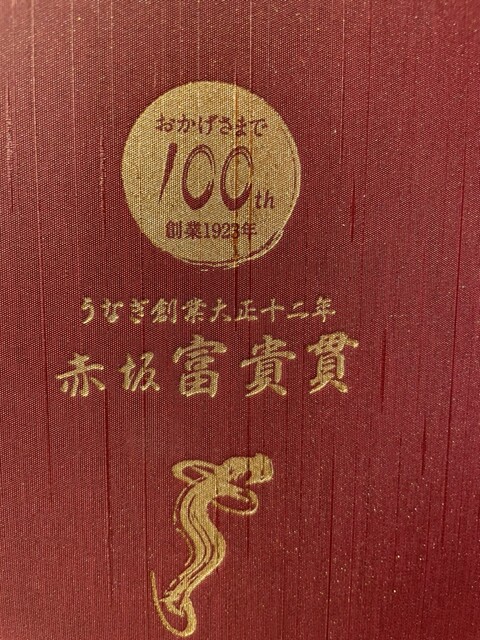 おかげさまで
100th
創業1923年
うなぎ創業大正十二年
赤坂富貴貫